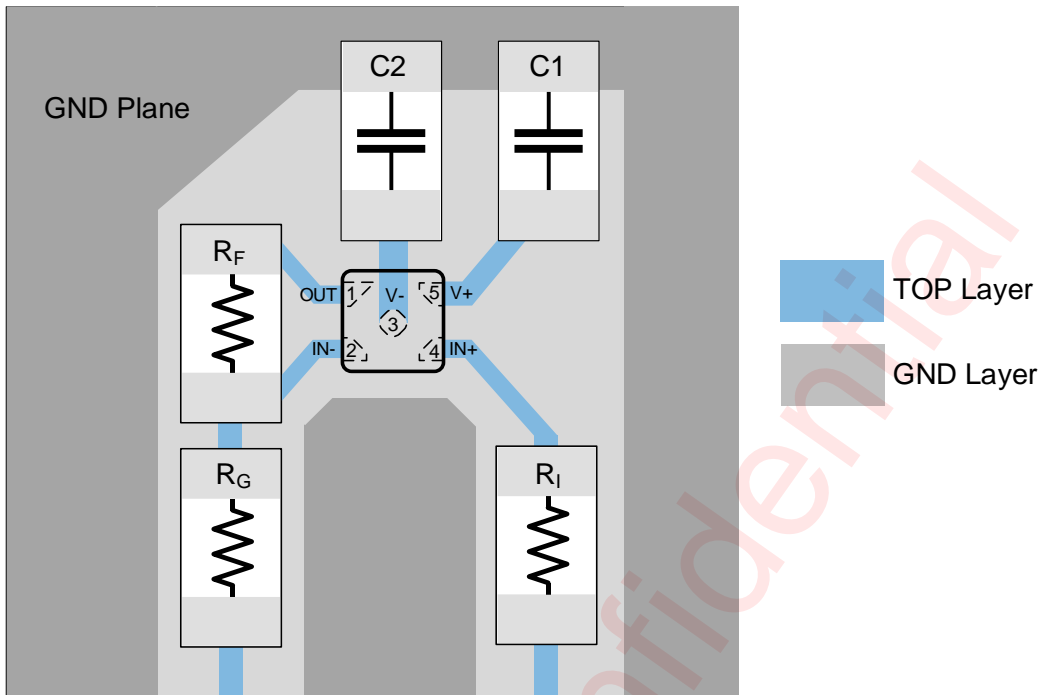 C2
C1
GND Plane
RF
OUT
1
V-
5
V+
3
IN-
2
4
IN+
RG
RI
TOP Layer
GND Layer
nfidential